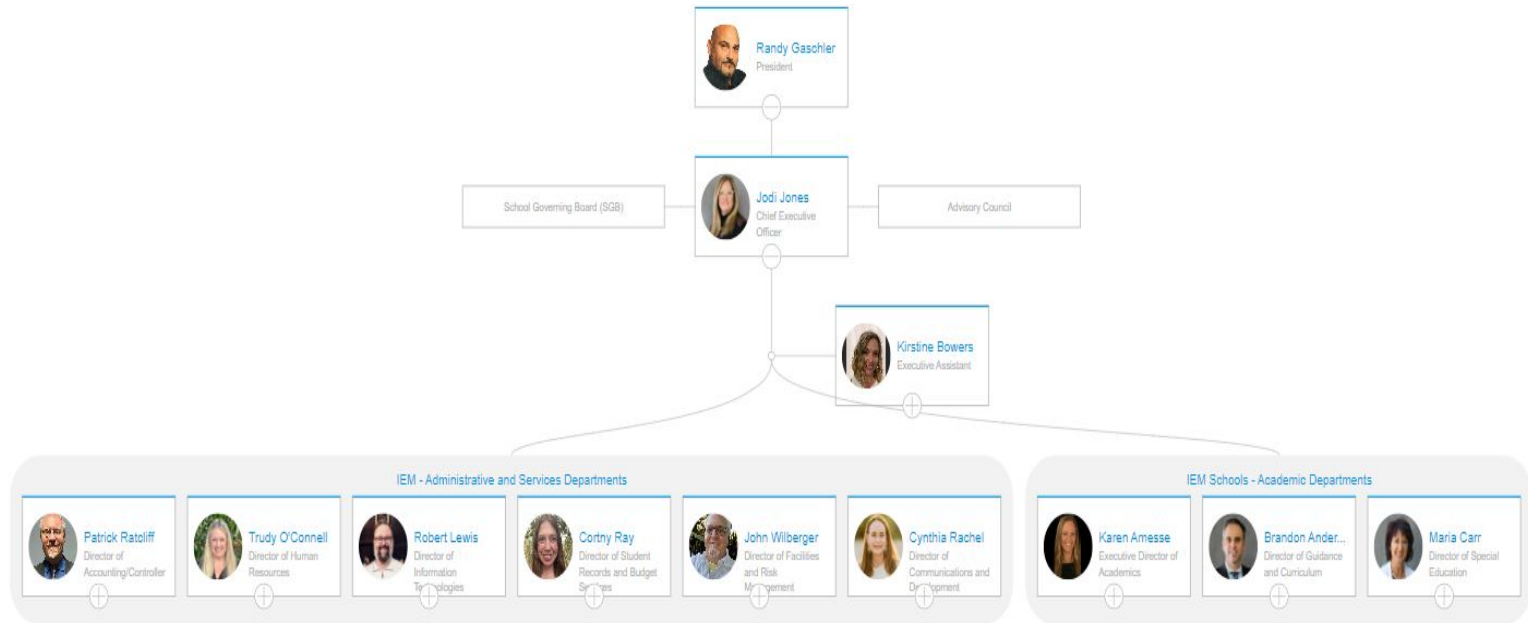 Randy Gaschler
President
Jodi Jones
Chief Executive
Officer
School Governing Board (SGB)
Advisory Council
Kirstine Bowers
Executive Assistant
IEM - Administrative and Services Departments
Patrick Ratcliff
Director of
Accounting/Controller
Trudy O'Connell
Director of Human
Resources
Robert Lewis
Director of
Information
Technologies
Cortny Ray
Director of Student
Records and Budget
Services
John Wilberger
Director of Facilities
and Risk
Management
Cynthia Rachel
Director of
Communications and
Development
IEM Schools - Academic Departments
Karen Amesse
Executive Director of
Academics
Brandon Ander...
Director of Guidance
and Curriculum
Maria Carr
Director of Special
Education